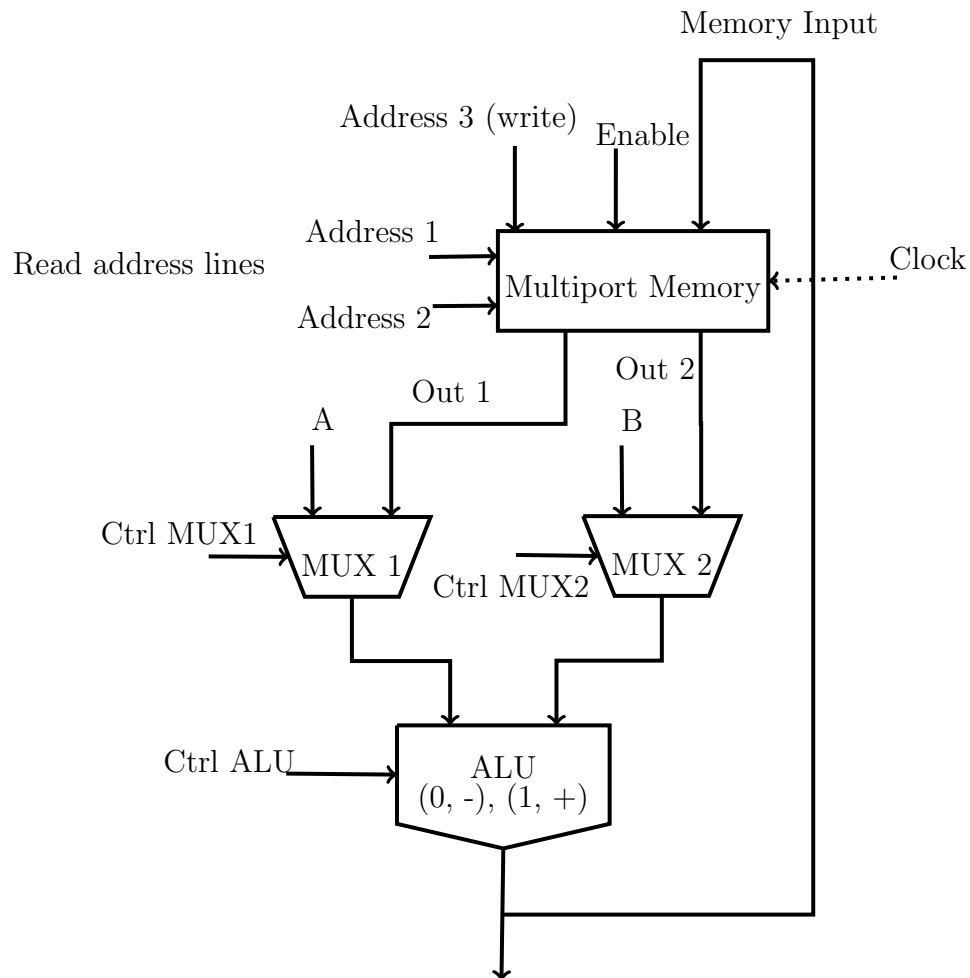 Memory Input
Address 3 (write)
Enable
Address 1
Read address lines
Clock
Multiport Memory
Address 2
Out 2
Out 1
A
B
Ctrl MUX1
MUX 1
MUX 2
Ctrl MUX2
Ctrl ALU
ALU
(0, -), (1, +)